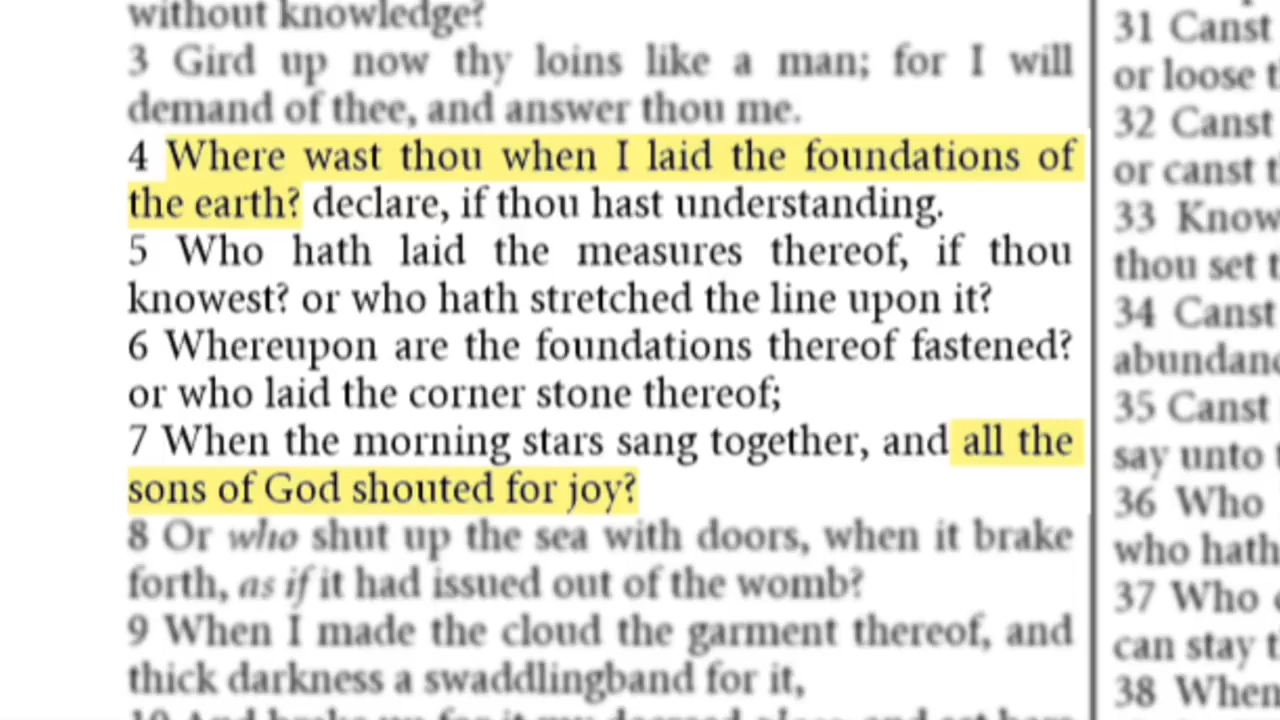 without knowledge?
3 Gird up now thy loins like a man; for I will
demand of thee, and answer thou me.
4 Where wast thou when I laid the foundations of
the earth? declare, if thou hast understanding.
5 Who hath laid the measures thereof, if thou
knowest? or who hath stretched the line upon it?
6 Whereupon are the foundations thereof fastened?
or who laid the corner stone thereof;
7 When the morning stars sang together, and all the
sons of God shouted for joy?
8 Or who shut up the sea with doors, when it brake
forth, as if it had issued out of the womb?
9 When I made the cloud the garment thereof, and
thick darkness a swaddlingband for it,
31 Canst
or loose
32 Canst
or canst
33 Know
thou set
34 Canst
abundanc
35 Canst
say unto
36 Who
who hath
37 Who
can stay
38 When